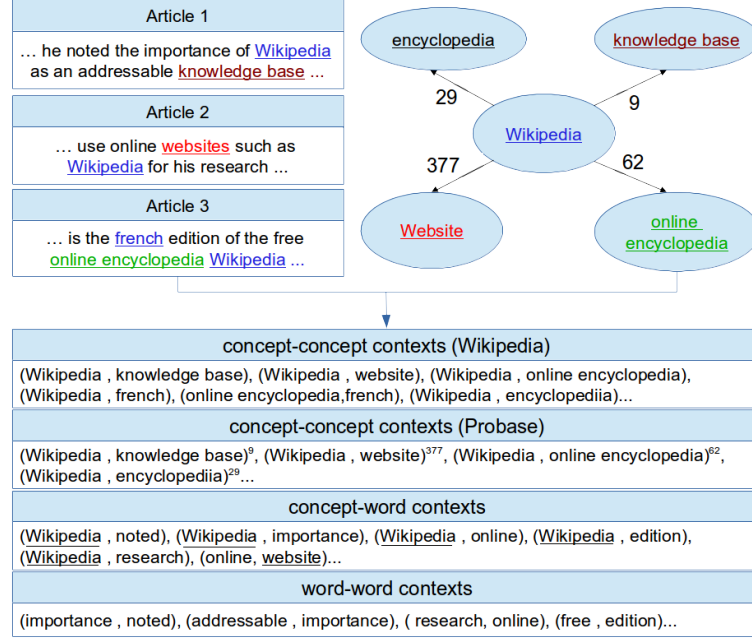 Article 1
... he noted the importance of Wikipedia
as an addressable knowledge base ...
Article 2
... use online websites such as
Wikipedia for his research ...
Article 3
... is the french edition of the free
online encyclopedia Wikipedia ...
encyclopedia
knowledge base
29
9
Wikipedia
377
62
Website
online
encyclopedia
concept-concept contexts (Wikipedia)
(Wikipedia , knowledge base), (Wikipedia , website), (Wikipedia , online encyclopedia),
(Wikipedia , french), (online encyclopedia,french), (Wikipedia , encyclopediia)...
concept-concept contexts (Probase)
(Wikipedia , knowledge base)⁹, (Wikipedia , website)³⁷⁷, (Wikipedia , online encyclopedia)⁶²,
(Wikipedia , encyclopediia)²⁹...
concept-word contexts
(Wikipedia , noted), (Wikipedia , importance), (Wikipedia , online), (Wikipedia , edition),
(Wikipedia , research), (online, website)...
word-word contexts
(importance , noted), (addressable , importance), ( research, online), (free , edition)...